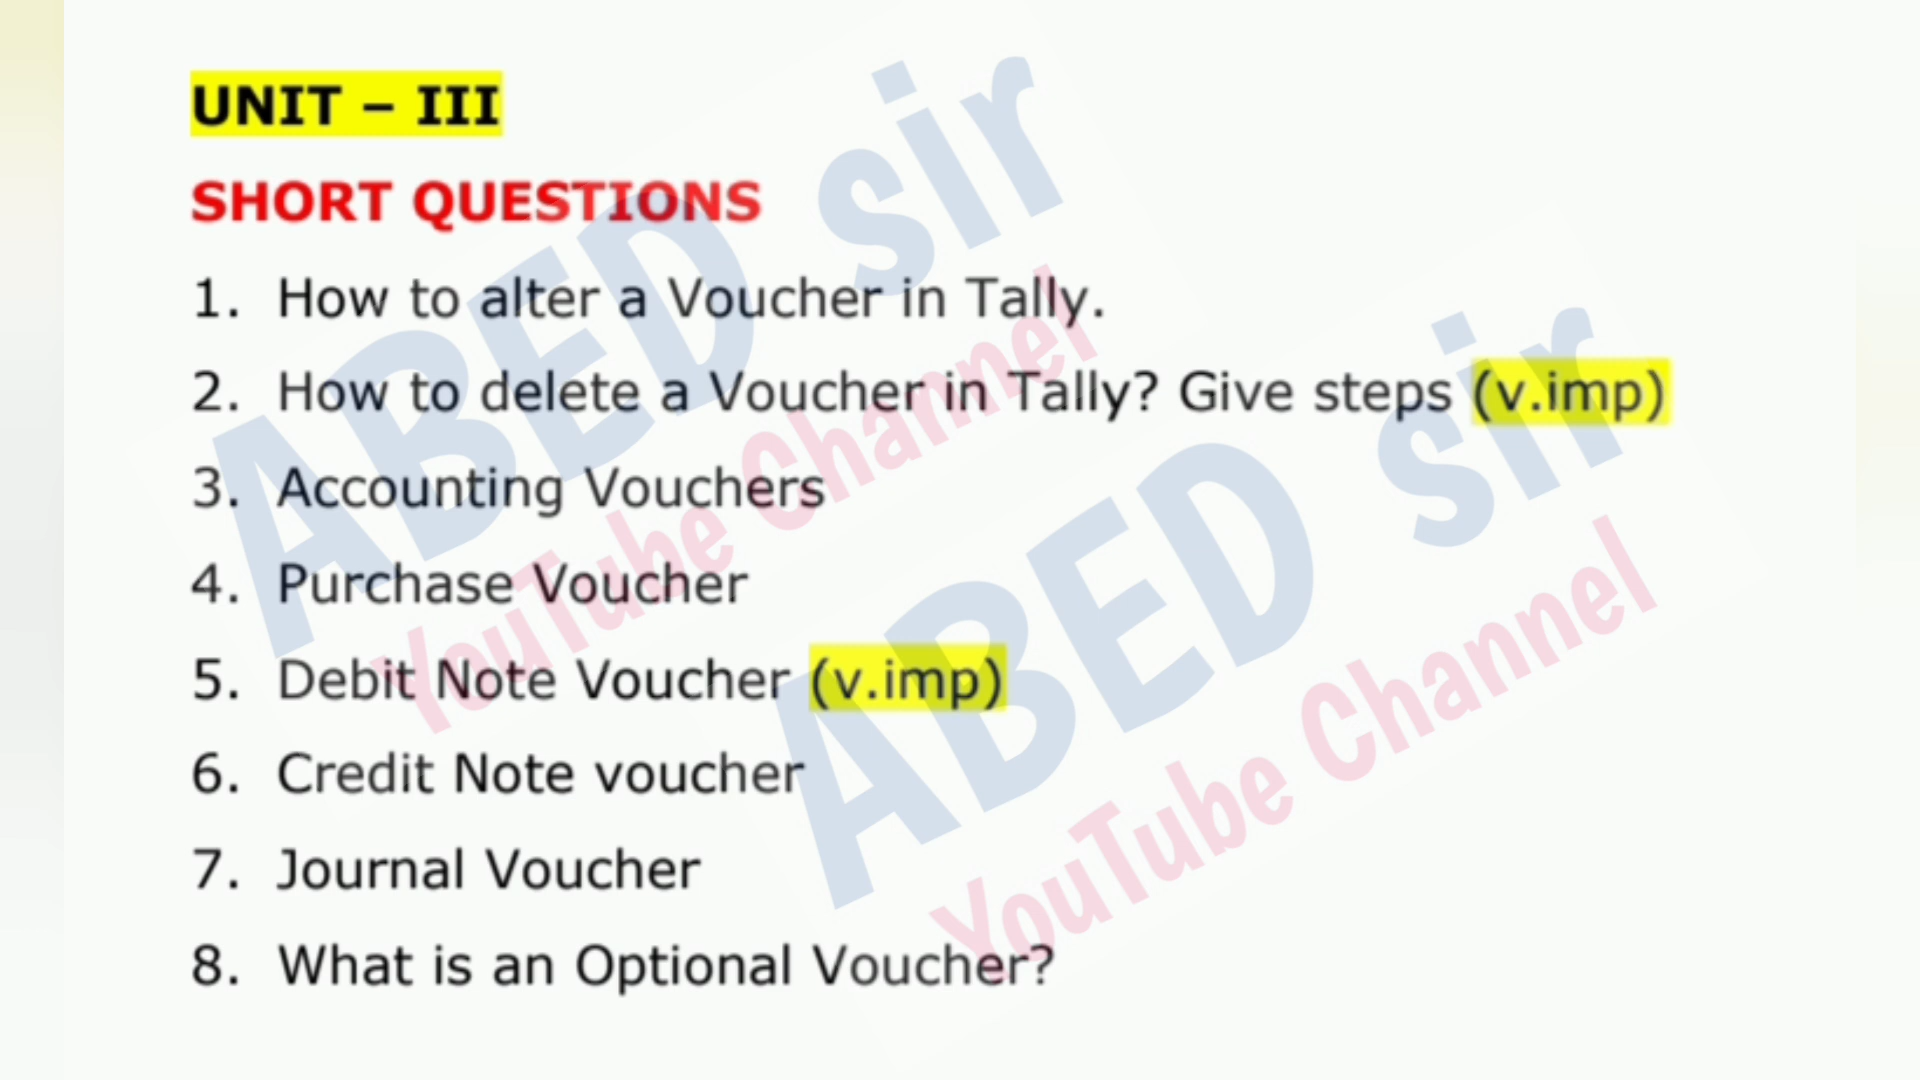 UNIT – III
SHORT QUESTIONS
1. How to alter a Voucher in Tally.
2. How to delete a Voucher in Tally? Give steps (v.imp)
3. Accounting Vouchers
4. Purchase Voucher
5. Debit Note Voucher (v.imp)
6. Credit Note voucher
7. Journal Voucher
8. What is an Optional Voucher?
ABED sir
YouTube Channel
ABED sir
YouTube Channel